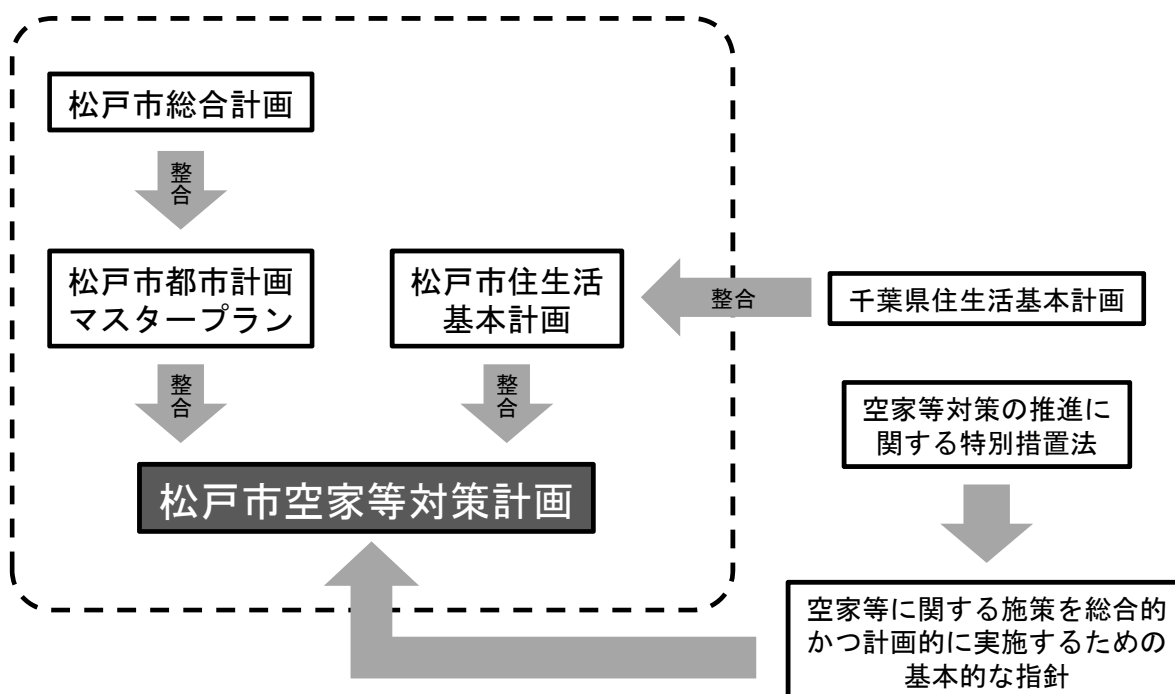 松戸市総合計画
整合
松戸市都市計画
マスタープラン
松戸市住生活
基本計画
整合
千葉県住生活基本計画
整合
整合
空家等対策の推進に
関する特別措置法
松戸市空家等対策計画
空家等に関する施策を総合的
かつ計画的に実施するための
基本的な指針